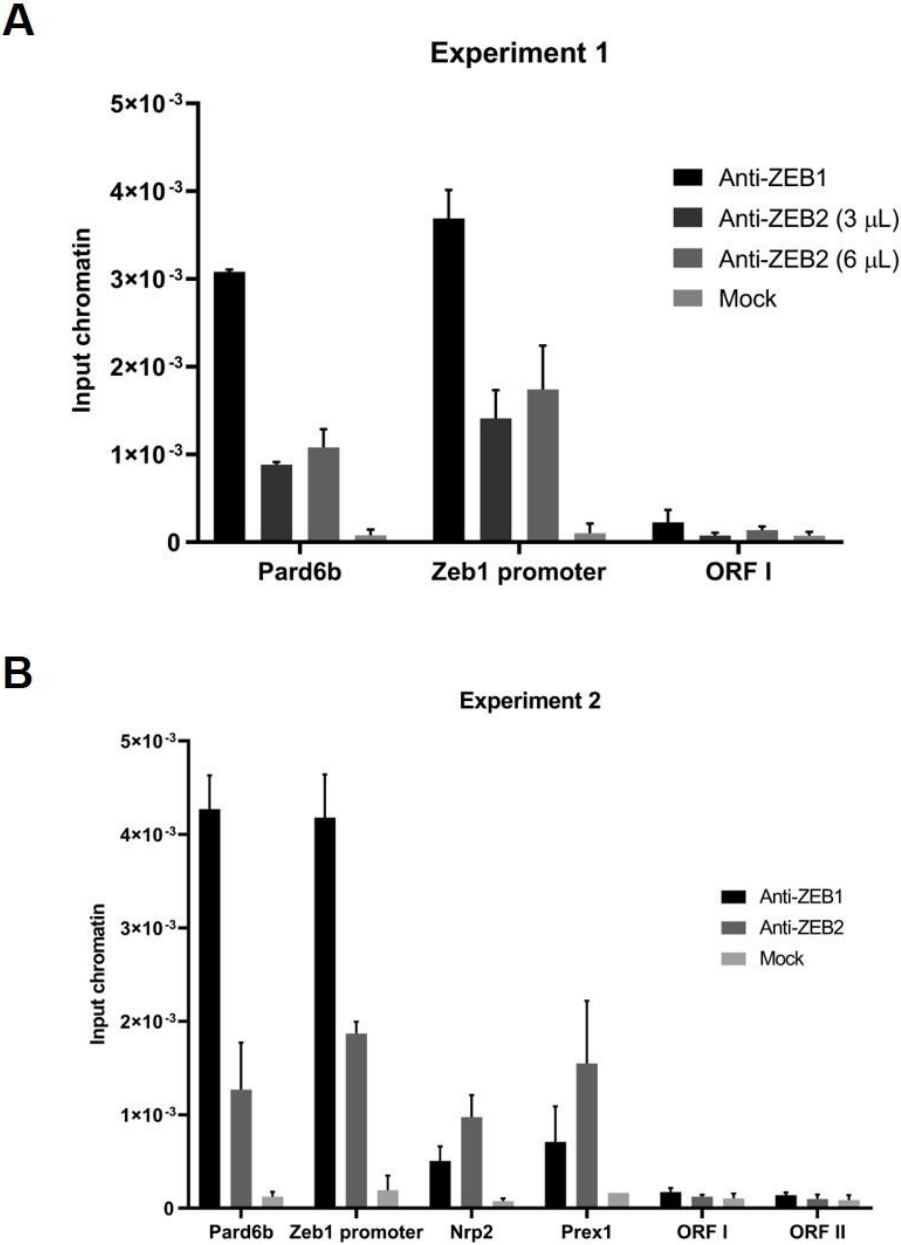 A
Experiment 1
5×10⁻³
4×10⁻³
3×10⁻³
2×10⁻³
1×10⁻³
0
Input chromatin
Anti-ZEB1
Anti-ZEB2 (3 μL)
Anti-ZEB2 (6 μL)
Mock
Pard6b Zeb1 promoter ORF I
B
Experiment 2
5×10⁻³
4×10⁻³
3×10⁻³
2×10⁻³
1×10⁻³
0
Input chromatin
Anti-ZEB1
Anti-ZEB2
Mock
Pard6b Zeb1 promoter Nrp2 Prex1 ORF I ORF II